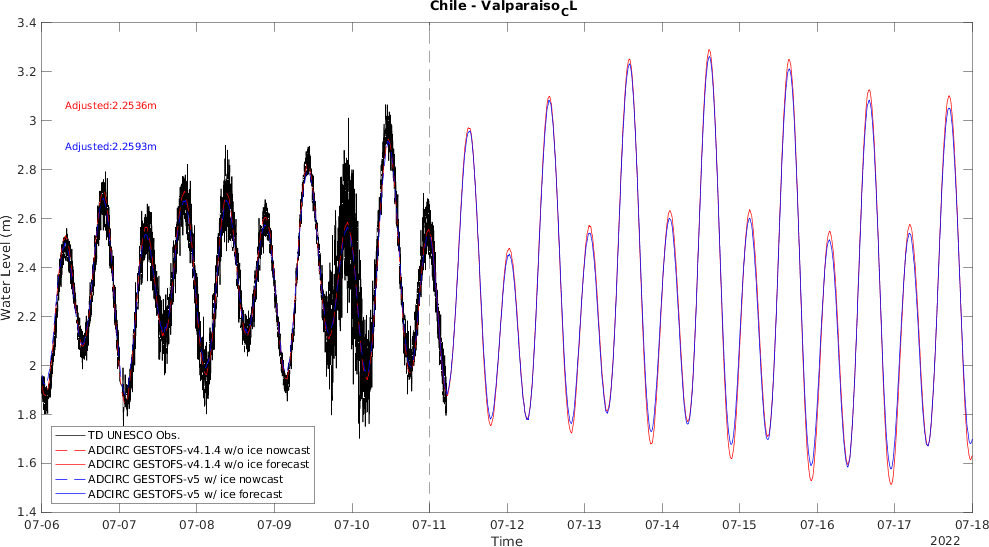 Chile - Valparaiso_CL
3.4
3.2
3
2.8
2.6
2.4
2.2
2
1.8
1.6
1.4
Water Level (m)
Adjusted:2.2536m
Adjusted:2.2593m
TD UNESCO Obs.
ADCIRC GESTOFS-v4.1.4 w/o ice nowcast
ADCIRC GESTOFS-v4.1.4 w/o ice forecast
ADCIRC GESTOFS-v5 w/ ice nowcast
ADCIRC GESTOFS-v5 w/ ice forecast
07-06 07-07 07-08 07-09 07-10 07-11 07-12 07-13 07-14 07-15 07-16 07-17 07-18
Time
2022